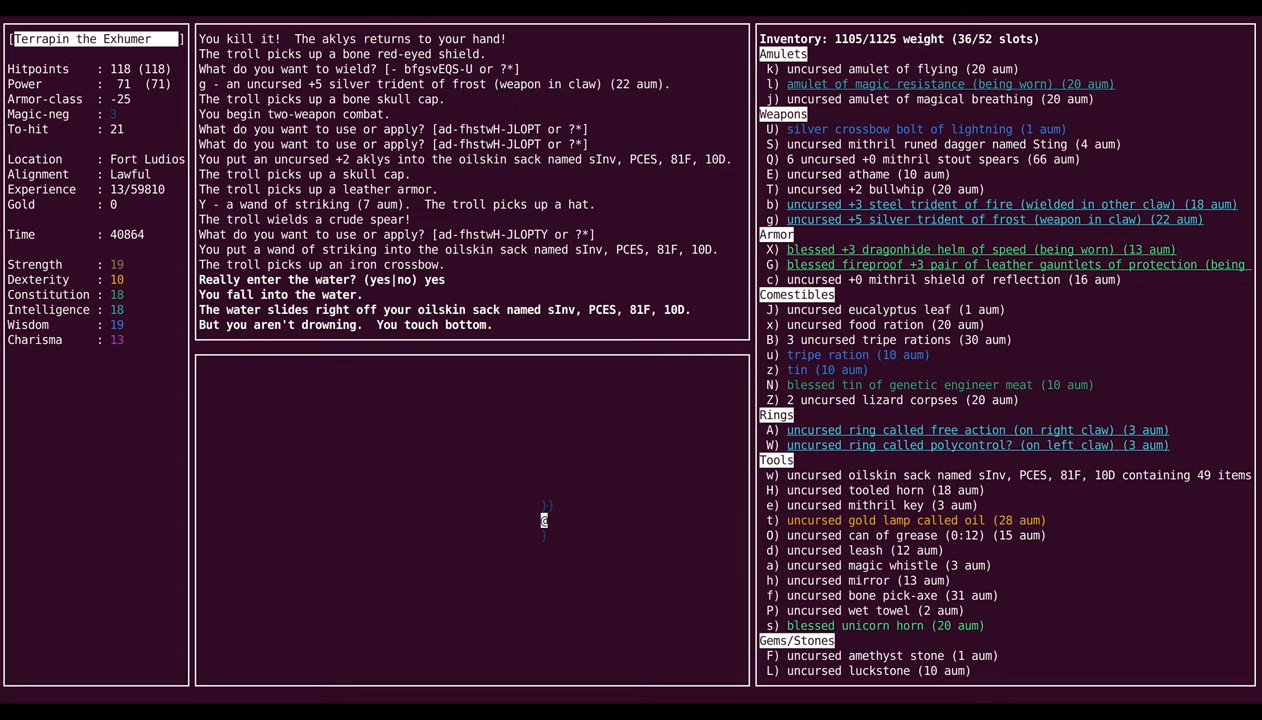 [Terrapin the Exhumer ]
Hitpoints : 118 (118)
Power : 71 (71)
Armor-class : -25
Magic-neg : 3
To-hit : 21
Location : Fort Ludios
Alignment : Lawful
Experience : 13/59810
Gold : 0
Time : 40864
Strength : 19
Dexterity : 10
Constitution : 18
Intelligence : 18
Wisdom : 19
Charisma : 13
You kill it!  The aklys returns to your hand!
The troll picks up a bone red-eyed shield.
What do you want to wield? [- bfgsvEQS-U or ?*]
g - an uncursed +5 silver trident of frost (weapon in claw) (22 aum).
The troll picks up a bone skull cap.
You begin two-weapon combat.
What do you want to use or apply? [ad-fhstwH-JLOPT or ?*]
What do you want to use or apply? [ad-fhstwH-JLOPT or ?*]
You put an uncursed +2 aklys into the oilskin sack named sInv, PCES, 81F, 10D.
The troll picks up a skull cap.
The troll picks up a leather armor.
Y - a wand of striking (7 aum).  The troll picks up a hat.
The troll wields a crude spear!
What do you want to use or apply? [ad-fhstwH-JLOPTY or ?*]
You put a wand of striking into the oilskin sack named sInv, PCES, 81F, 10D.
The troll picks up an iron crossbow.
Really enter the water? (yes|no) yes
You fall into the water.
The water slides right off your oilskin sack named sInv, PCES, 81F, 10D.
But you aren't drowning.  You touch bottom.
}}
@
}
Inventory: 1105/1125 weight (36/52 slots)
Amulets
k) uncursed amulet of flying (20 aum)
l) amulet of magic resistance (being worn) (20 aum)
j) uncursed amulet of magical breathing (20 aum)
Weapons
U) silver crossbow bolt of lightning (1 aum)
S) uncursed mithril runed dagger named Sting (4 aum)
Q) 6 uncursed +0 mithril stout spears (66 aum)
E) uncursed athame (10 aum)
T) uncursed +2 bullwhip (20 aum)
b) uncursed +3 steel trident of fire (wielded in other claw) (18 aum)
g) uncursed +5 silver trident of frost (weapon in claw) (22 aum)
Armor
X) blessed +3 dragonhide helm of speed (being worn) (13 aum)
G) blessed fireproof +3 pair of leather gauntlets of protection (being
c) uncursed +0 mithril shield of reflection (16 aum)
Comestibles
J) uncursed eucalyptus leaf (1 aum)
x) uncursed food ration (20 aum)
B) 3 uncursed tripe rations (30 aum)
u) tripe ration (10 aum)
z) tin (10 aum)
N) blessed tin of genetic engineer meat (10 aum)
Z) 2 uncursed lizard corpses (20 aum)
Rings
A) uncursed ring called free action (on right claw) (3 aum)
W) uncursed ring called polycontrol? (on left claw) (3 aum)
Tools
w) uncursed oilskin sack named sInv, PCES, 81F, 10D containing 49 items
H) uncursed tooled horn (18 aum)
e) uncursed mithril key (3 aum)
t) uncursed gold lamp called oil (28 aum)
O) uncursed can of grease (0:12) (15 aum)
d) uncursed leash (12 aum)
a) uncursed magic whistle (3 aum)
h) uncursed mirror (13 aum)
f) uncursed bone pick-axe (31 aum)
P) uncursed wet towel (2 aum)
s) blessed unicorn horn (20 aum)
Gems/Stones
F) uncursed amethyst stone (1 aum)
L) uncursed luckstone (10 aum)